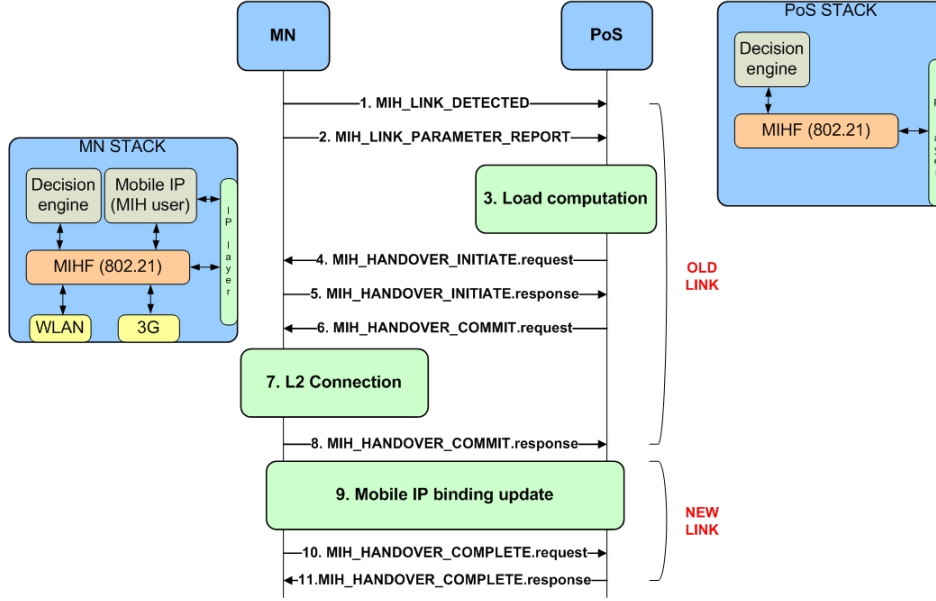 MN
PoS
PoS STACK
Decision
engine
MIHF (802.21)
1. MIH_LINK_DETECTED
2. MIH_LINK_PARAMETER_REPORT
MN STACK
Decision
engine
Mobile IP
(MIH user)
IP layer
MIHF (802.21)
WLAN
3G
3. Load computation
4. MIH_HANDOVER_INITIATE.request
5. MIH_HANDOVER_INITIATE.response
6. MIH_HANDOVER_COMMIT.request
OLD
LINK
7. L2 Connection
8. MIH_HANDOVER_COMMIT.response
9. Mobile IP binding update
NEW
LINK
10. MIH_HANDOVER_COMPLETE.request
11.MIH_HANDOVER_COMPLETE.response